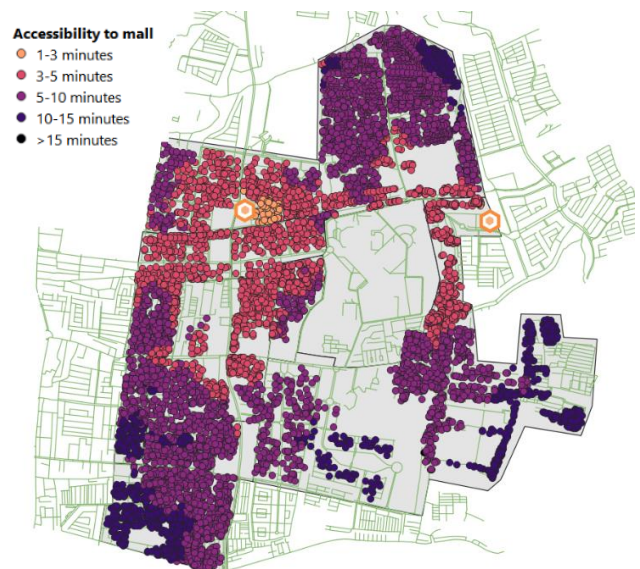 Accessibility to mall
1-3 minutes
3-5 minutes
5-10 minutes
10-15 minutes
>15 minutes